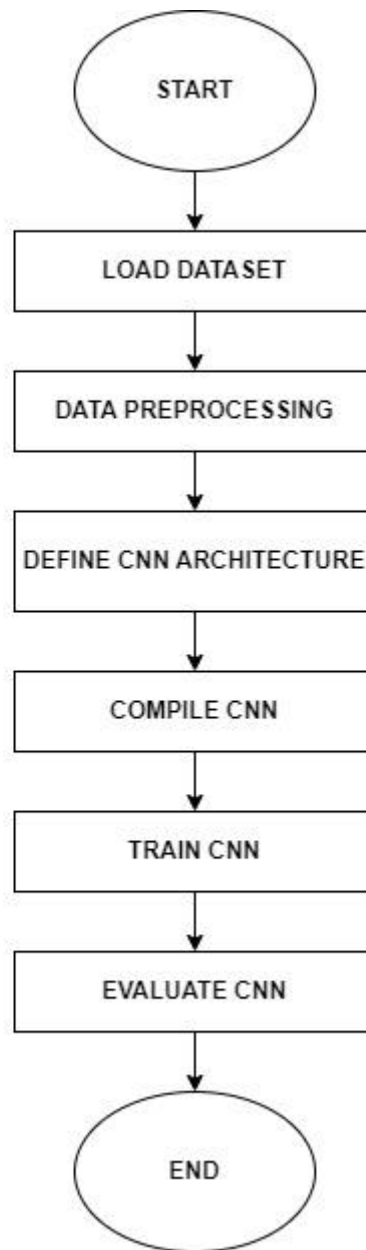 START
LOAD DATASET
DATA PREPROCESSING
DEFINE CNN ARCHITECTURE
COMPILE CNN
TRAIN CNN
EVALUATE CNN
END